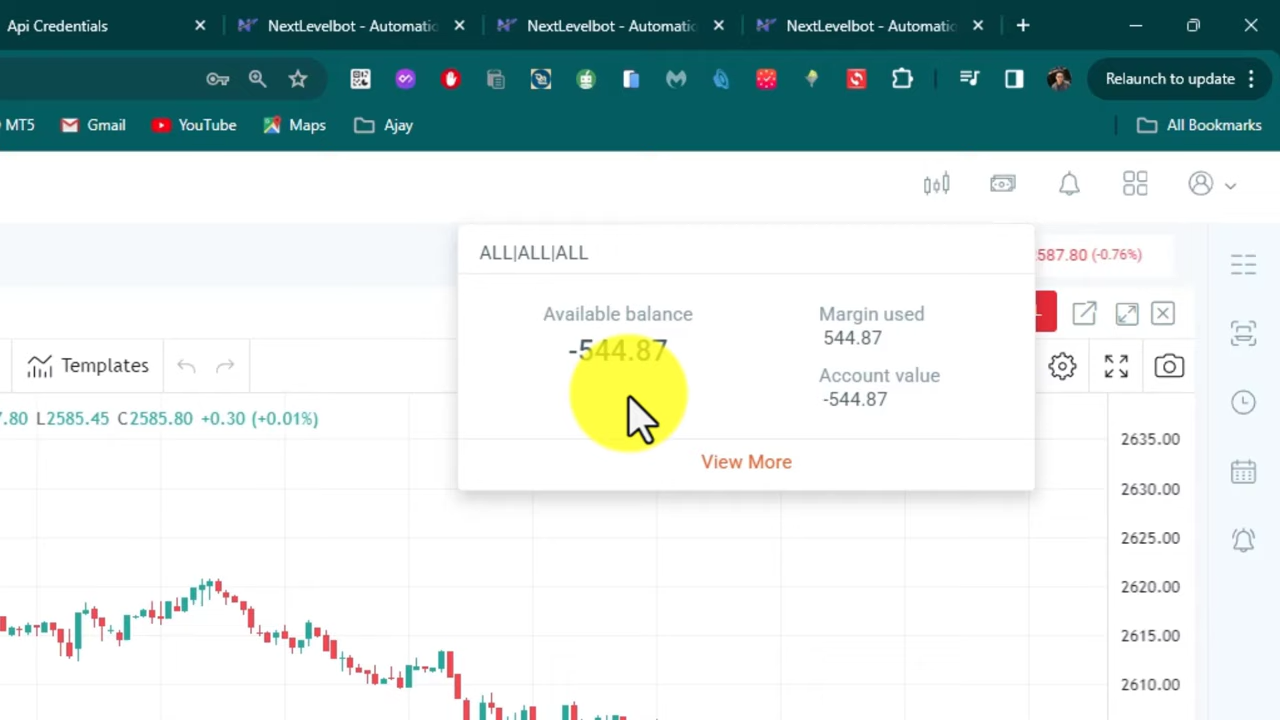 Api Credentials
NextLevelbot - Automatic
NextLevelbot - Automatic
NextLevelbot - Automatic
Relaunch to update
MT5
Gmail
YouTube
Maps
Ajay
All Bookmarks
ALL|ALL|ALL
587.80 (-0.76%)
Available balance
-544.87
Margin used
544.87
Account value
-544.87
View More
Templates
7.80 L2585.45 C2585.80 +0.30 (+0.01%)
2635.00
2630.00
2625.00
2620.00
2615.00
2610.00